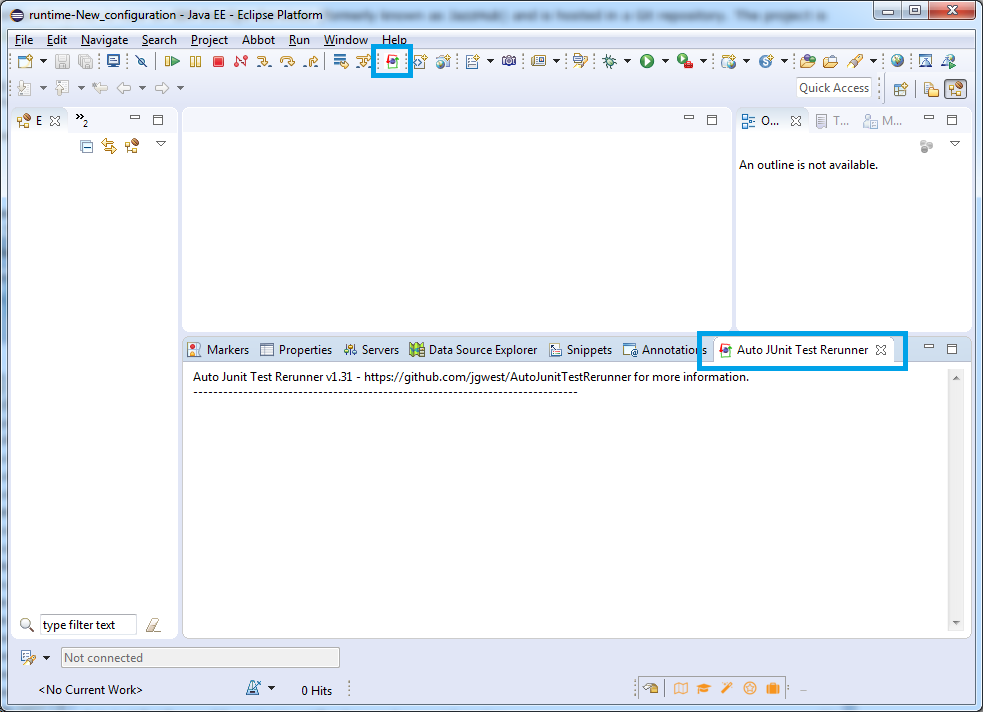 runtime-New_configuration - Java EE - Eclipse Platform
File Edit Navigate Search Project Abbot Run Window Help
Quick Access
E
2
O...
T...
M...
An outline is not available.
Markers Properties Servers Data Source Explorer Snippets Annotations Auto JUnit Test Rerunner
Auto Junit Test Rerunner v1.31 - https://github.com/jgwest/AutoJunitTestRerunner for more information.
-----------------------------------------------------------------------------
type filter text
Not connected
<No Current Work> 0 Hits